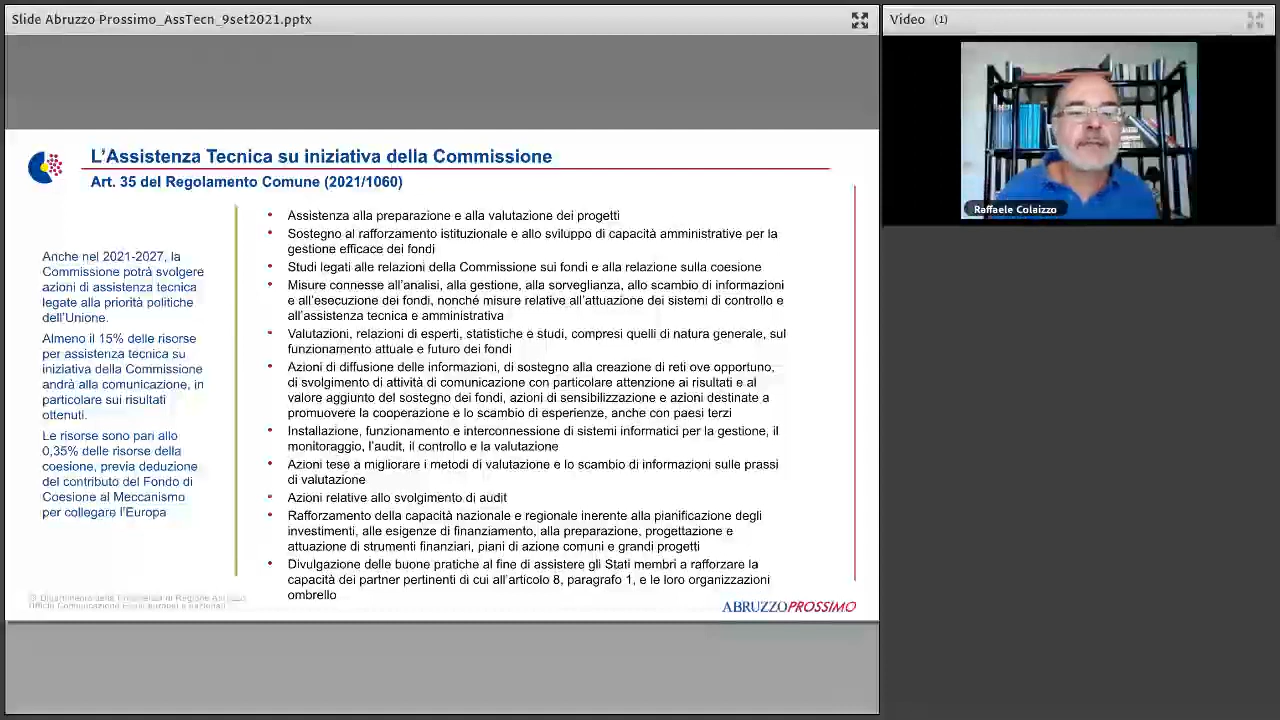 Slide Abruzzo Prossimo_AssTecn_9set2021.pptx
Video (1)
Raffaele Colaizzo
L'Assistenza Tecnica su iniziativa della Commissione
Art. 35 del Regolamento Comune (2021/1060)
Anche nel 2021-2027, la
Commissione potrà svolgere
azioni di assistenza tecnica
legate alla priorità politiche
dell'Unione.
Almeno il 15% delle risorse
per assistenza tecnica su
iniziativa della Commissione
andrà alla comunicazione, in
particolare sui risultati
ottenuti.
Le risorse sono pari allo
0,35% delle risorse della
coesione, previa deduzione
del contributo del Fondo di
Coesione al Meccanismo
per collegare l'Europa
• Assistenza alla preparazione e alla valutazione dei progetti
• Sostegno al rafforzamento istituzionale e allo sviluppo di capacità amministrative per la
gestione efficace dei fondi
• Studi legati alle relazioni della Commissione sui fondi e alla relazione sulla coesione
• Misure connesse all'analisi, alla gestione, alla sorveglianza, allo scambio di informazioni
e all'esecuzione dei fondi, nonché misure relative all'attuazione dei sistemi di controllo e
all'assistenza tecnica e amministrativa
• Valutazioni, relazioni di esperti, statistiche e studi, compresi quelli di natura generale, sul
funzionamento attuale e futuro dei fondi
• Azioni di diffusione delle informazioni, di sostegno alla creazione di reti ove opportuno,
di svolgimento di attività di comunicazione con particolare attenzione ai risultati e al
valore aggiunto del sostegno dei fondi, azioni di sensibilizzazione e azioni destinate a
promuovere la cooperazione e lo scambio di esperienze, anche con paesi terzi
• Installazione, funzionamento e interconnessione di sistemi informatici per la gestione, il
monitoraggio, l'audit, il controllo e la valutazione
• Azioni tese a migliorare i metodi di valutazione e lo scambio di informazioni sulle prassi
di valutazione
• Azioni relative allo svolgimento di audit
• Rafforzamento della capacità nazionale e regionale inerente alla pianificazione degli
investimenti, alle esigenze di finanziamento, alla preparazione, progettazione e
attuazione di strumenti finanziari, piani di azione comuni e grandi progetti
• Divulgazione delle buone pratiche al fine di assistere gli Stati membri a rafforzare la
capacità dei partner pertinenti di cui all'articolo 8, paragrafo 1, e le loro organizzazioni
ombrello
ABRUZZOPROSSIMO